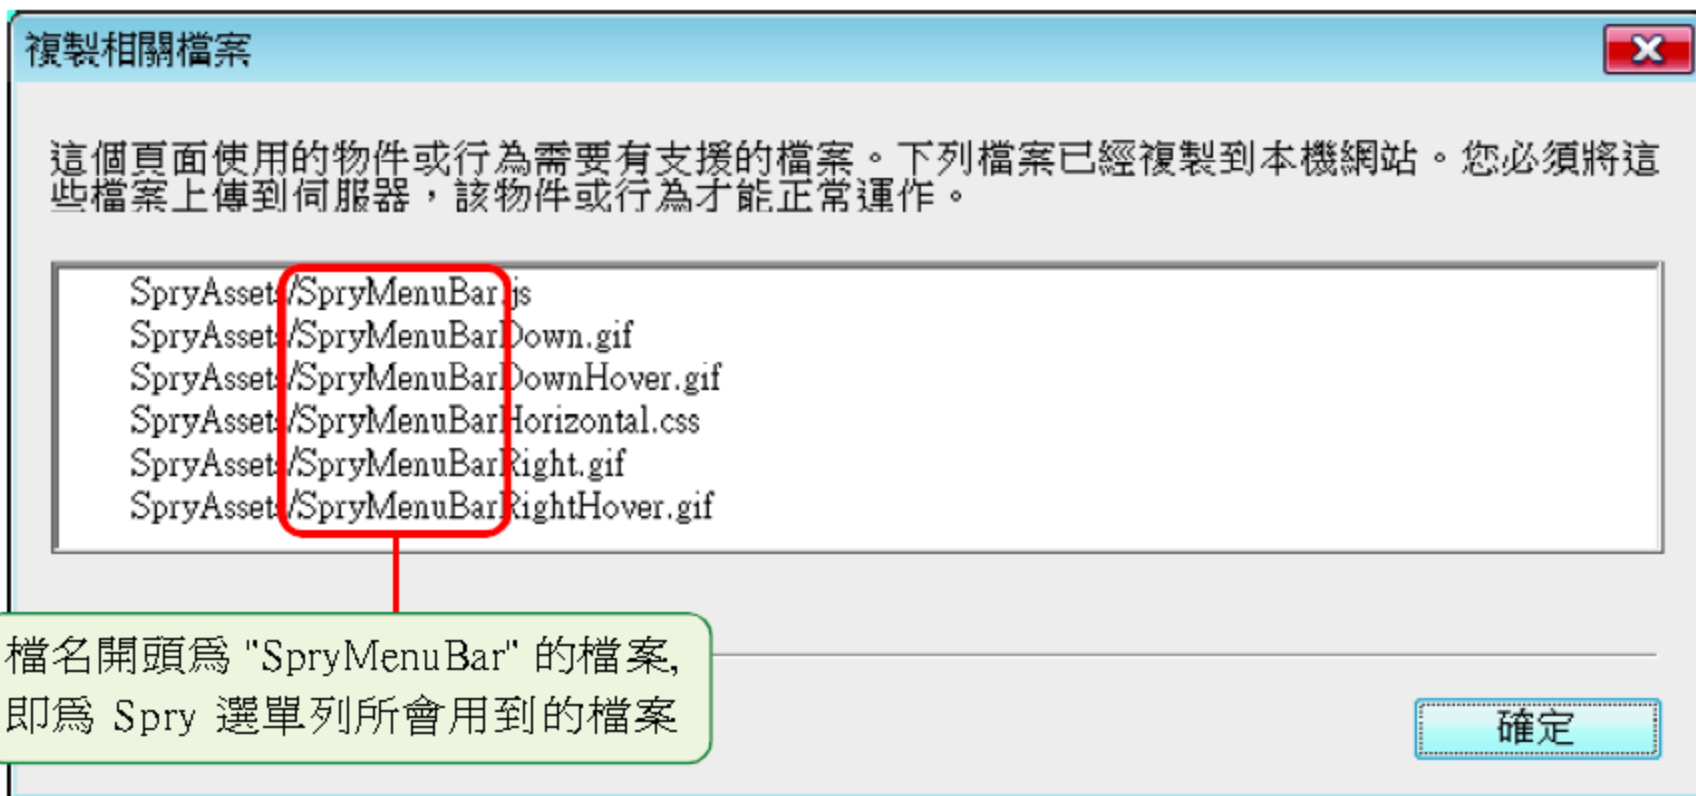 複製相關檔案
這個頁面使用的物件或行為需要有支援的檔案。下列檔案已經複製到本機網站。您必須將這
些檔案上傳到伺服器，該物件或行為才能正常運作。
SpryAssets/SpryMenuBar.js
SpryAssets/SpryMenuBarDown.gif
SpryAssets/SpryMenuBarDownHover.gif
SpryAssets/SpryMenuBarHorizontal.css
SpryAssets/SpryMenuBarRight.gif
SpryAssets/SpryMenuBarRightHover.gif
檔名開頭爲 "SpryMenuBar" 的檔案,
即爲 Spry 選單列所會用到的檔案
確定